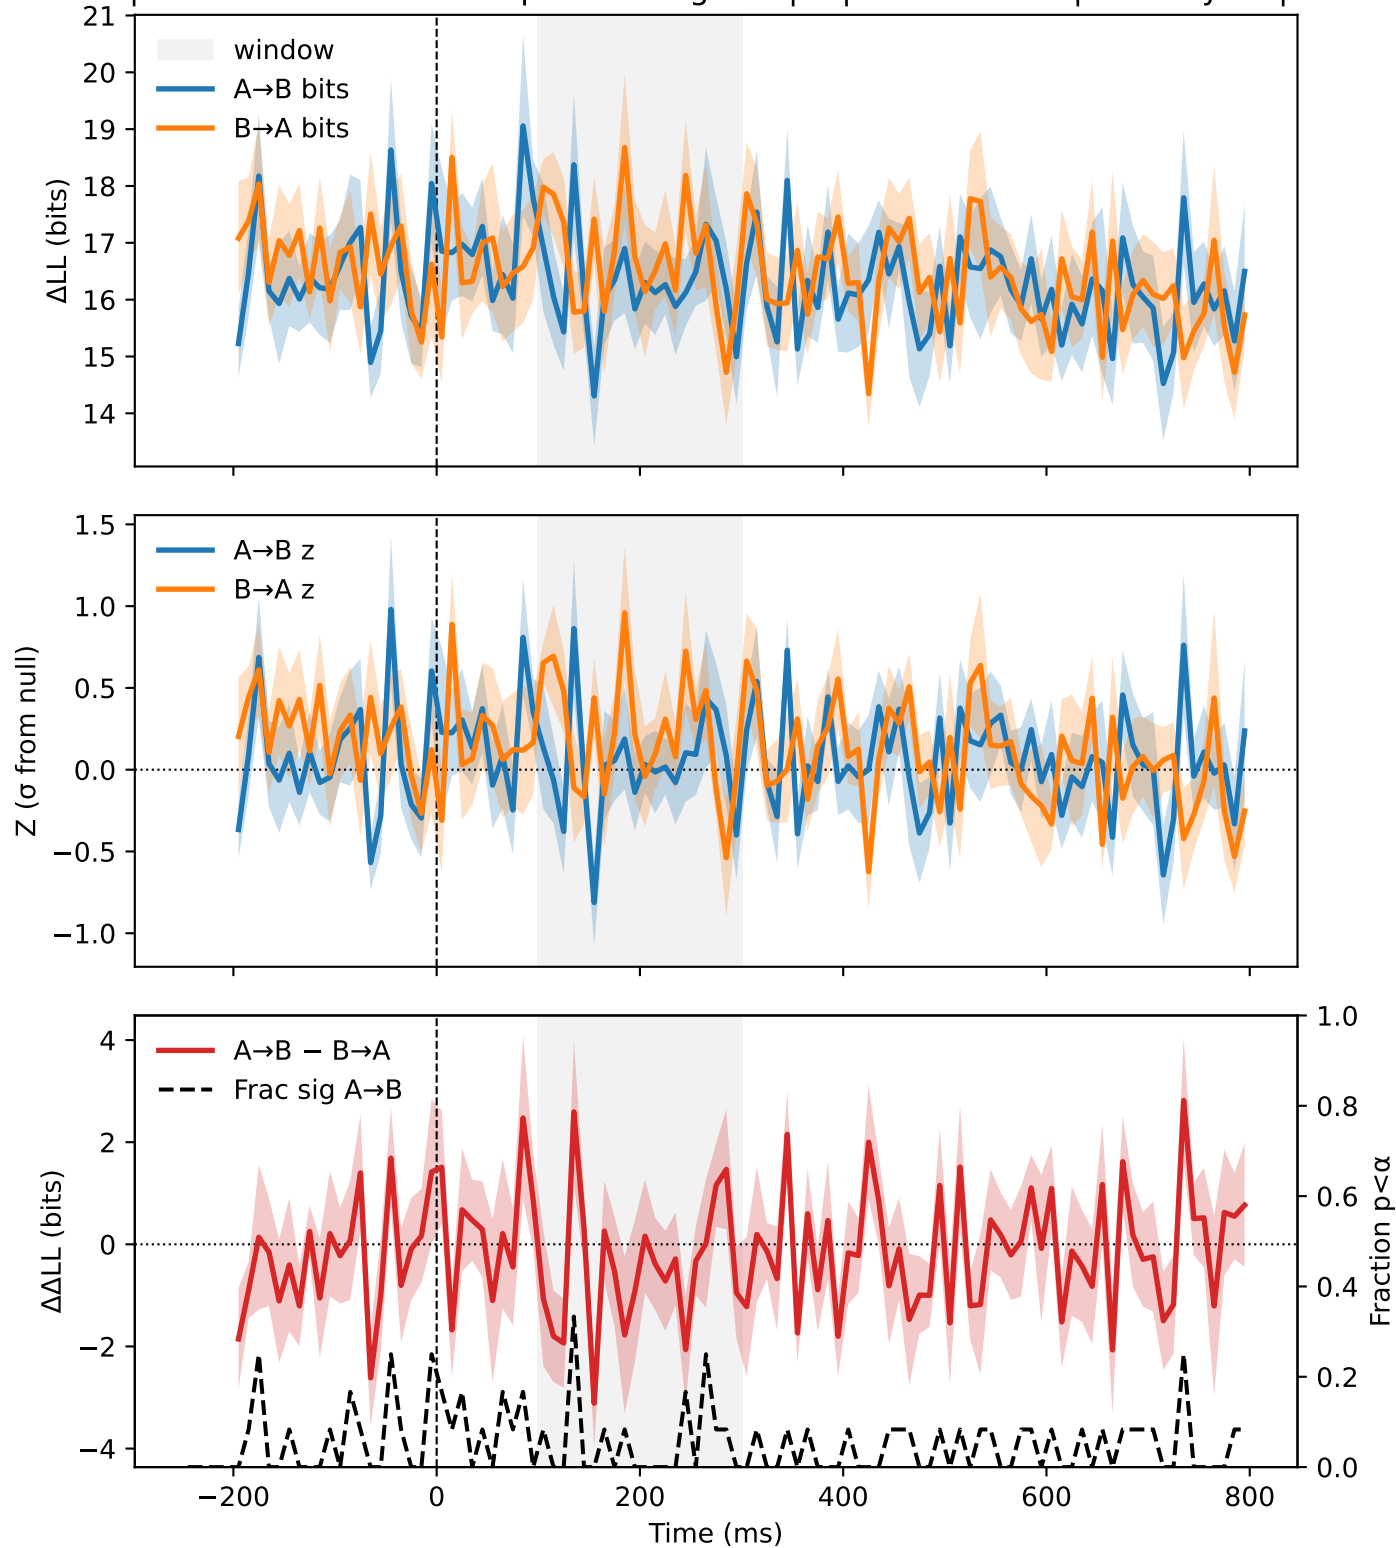 21
20
19
18
17
16
15
14
ΔLL (bits)
window
A→B bits
B→A bits
1.5
1.0
0.5
0.0
−0.5
−1.0
Z (σ from null)
A→B z
B→A z
4
2
0
−2
−4
ΔΔLL (bits)
A→B − B→A
Frac sig A→B
1.0
0.8
0.6
0.4
0.2
0.0
Fraction p<α
−200 0 200 400 600 800
Time (ms)